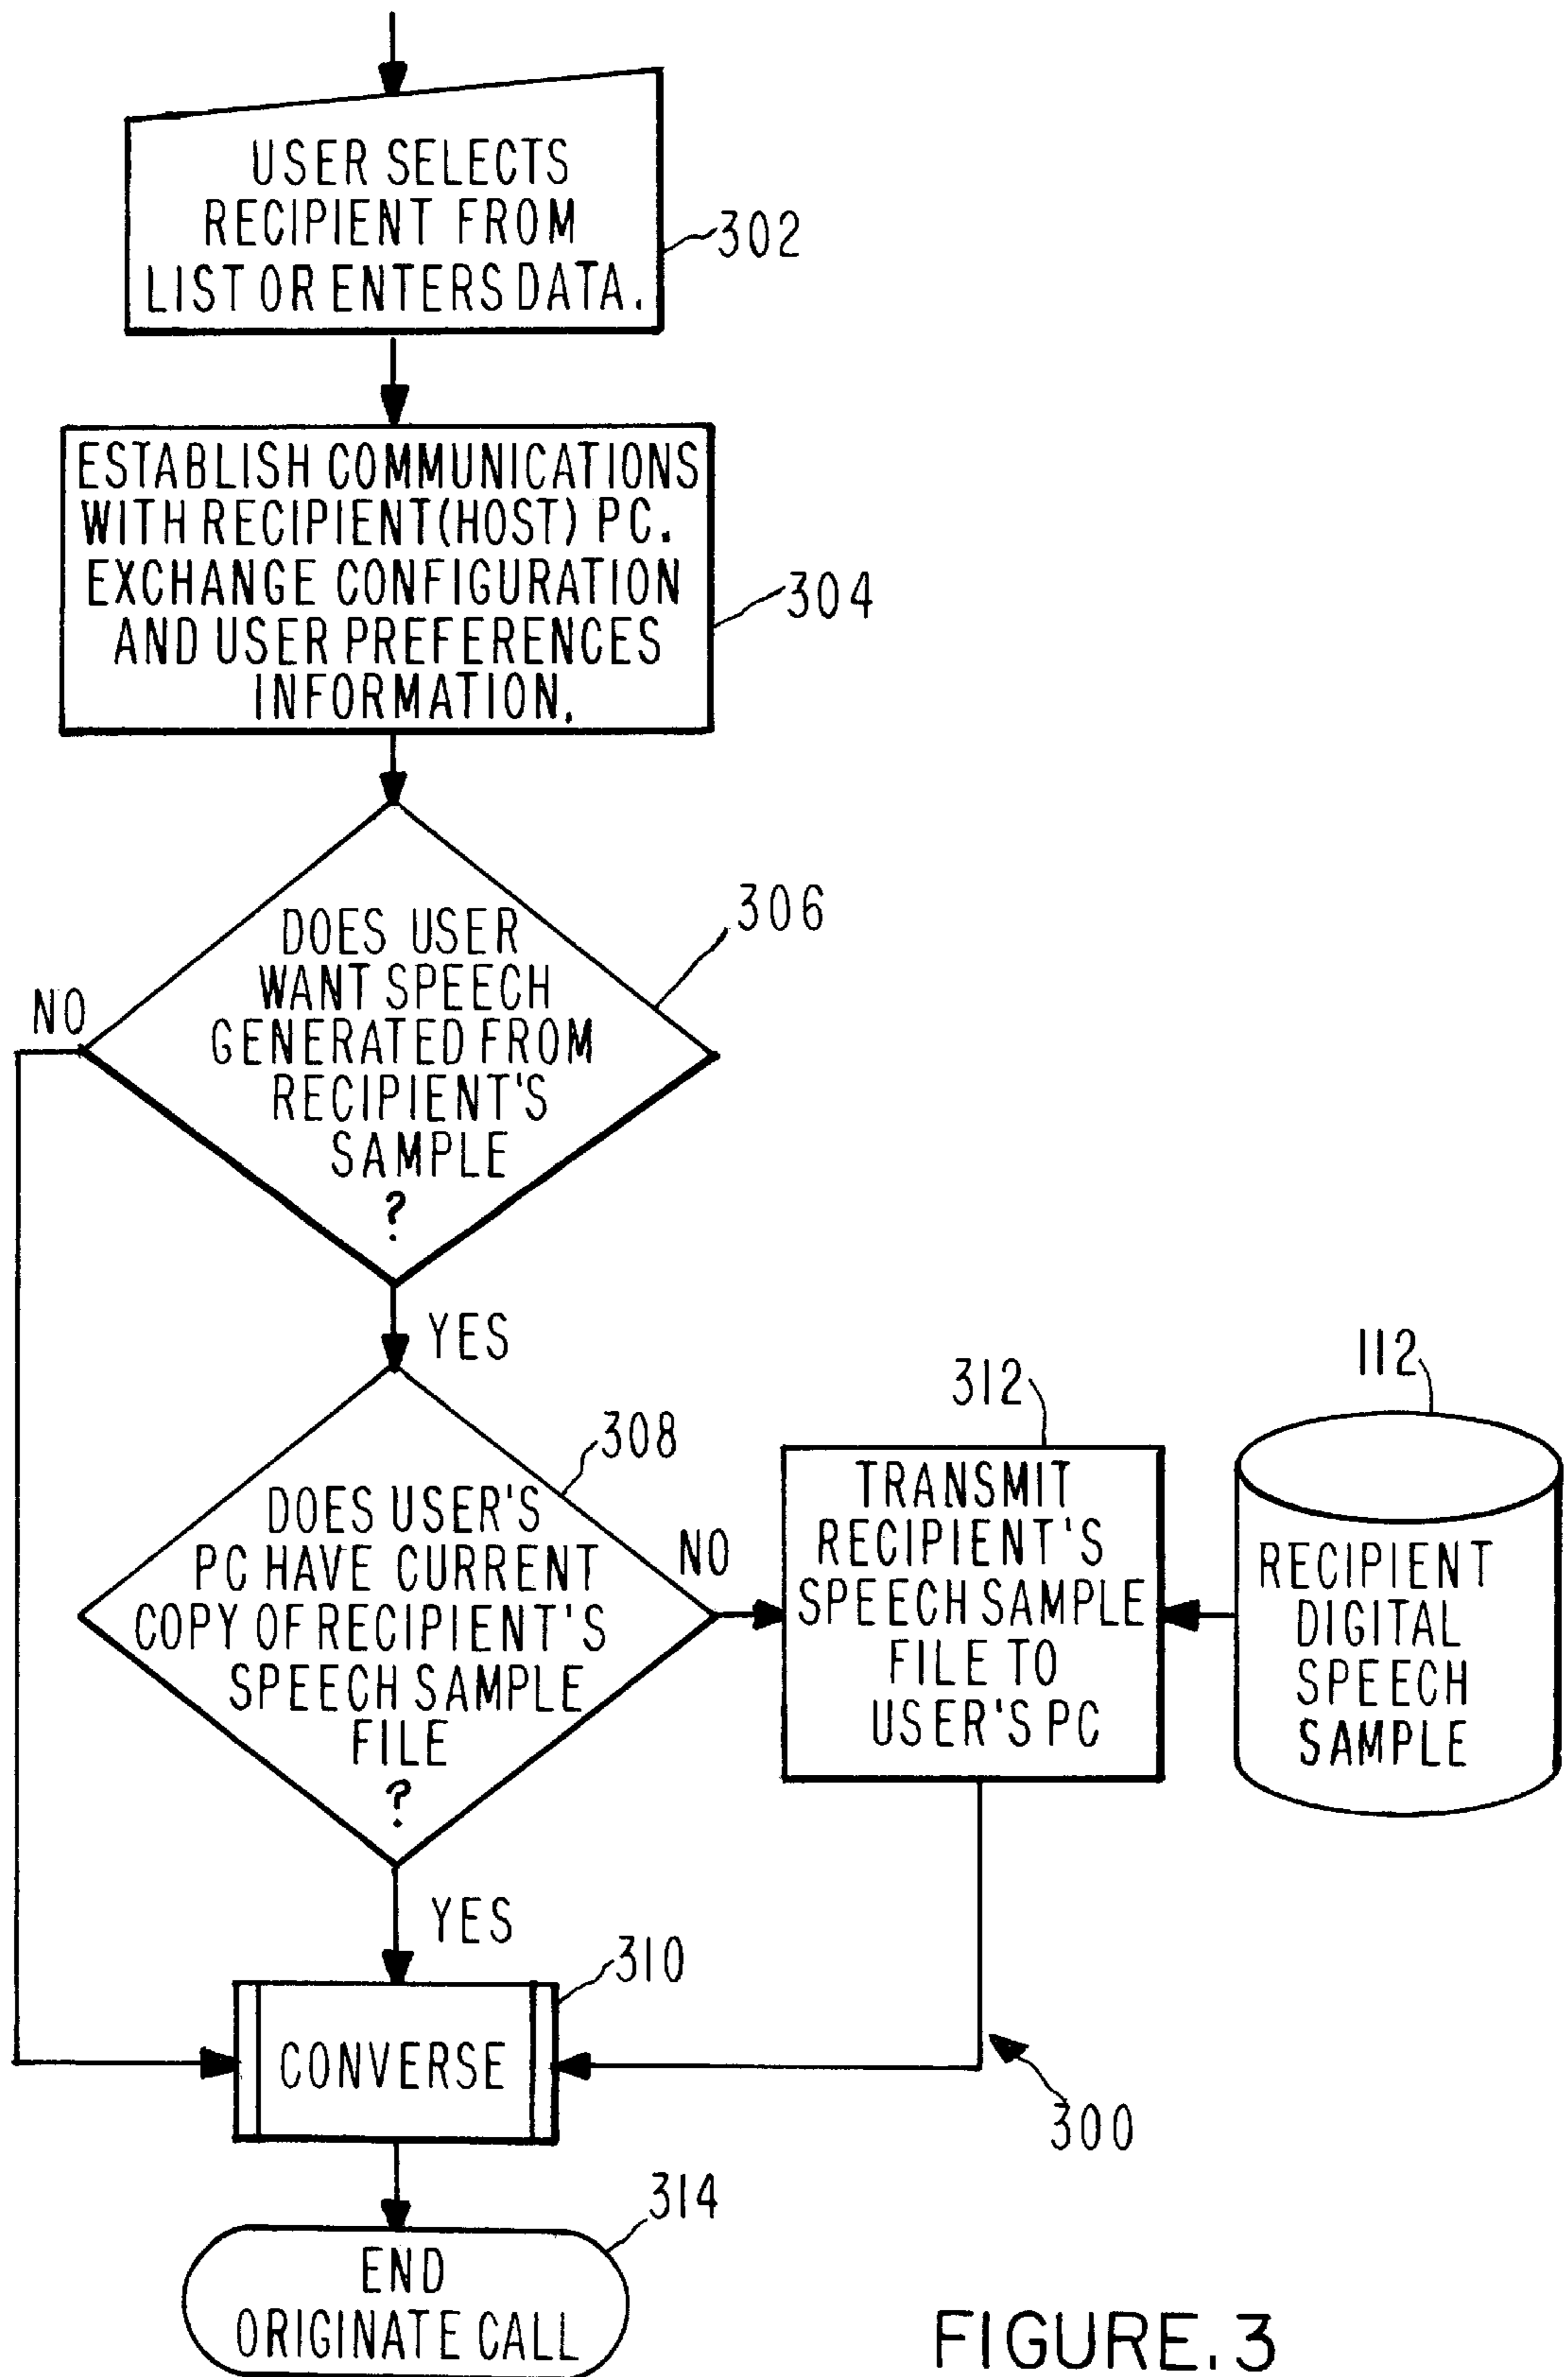 USER SELECTS
RECIPIENT FROM
LIST OR ENTERS DATA.
302
ESTABLISH COMMUNICATIONS
WITH RECIPIENT(HOST) PC.
EXCHANGE CONFIGURATION
AND USER PREFERENCES
INFORMATION.
304
DOES USER
WANT SPEECH
GENERATED FROM
RECIPIENT'S
SAMPLE
?
306
NO
YES
DOES USER'S
PC HAVE CURRENT
COPY OF RECIPIENT'S
SPEECH SAMPLE
FILE
?
308
NO
312
TRANSMIT
RECIPIENT'S
SPEECH SAMPLE
FILE TO
USER'S PC
112
RECIPIENT
DIGITAL
SPEECH
SAMPLE
YES
310
CONVERSE
300
314
END
ORIGINATE CALL
FIGURE.3